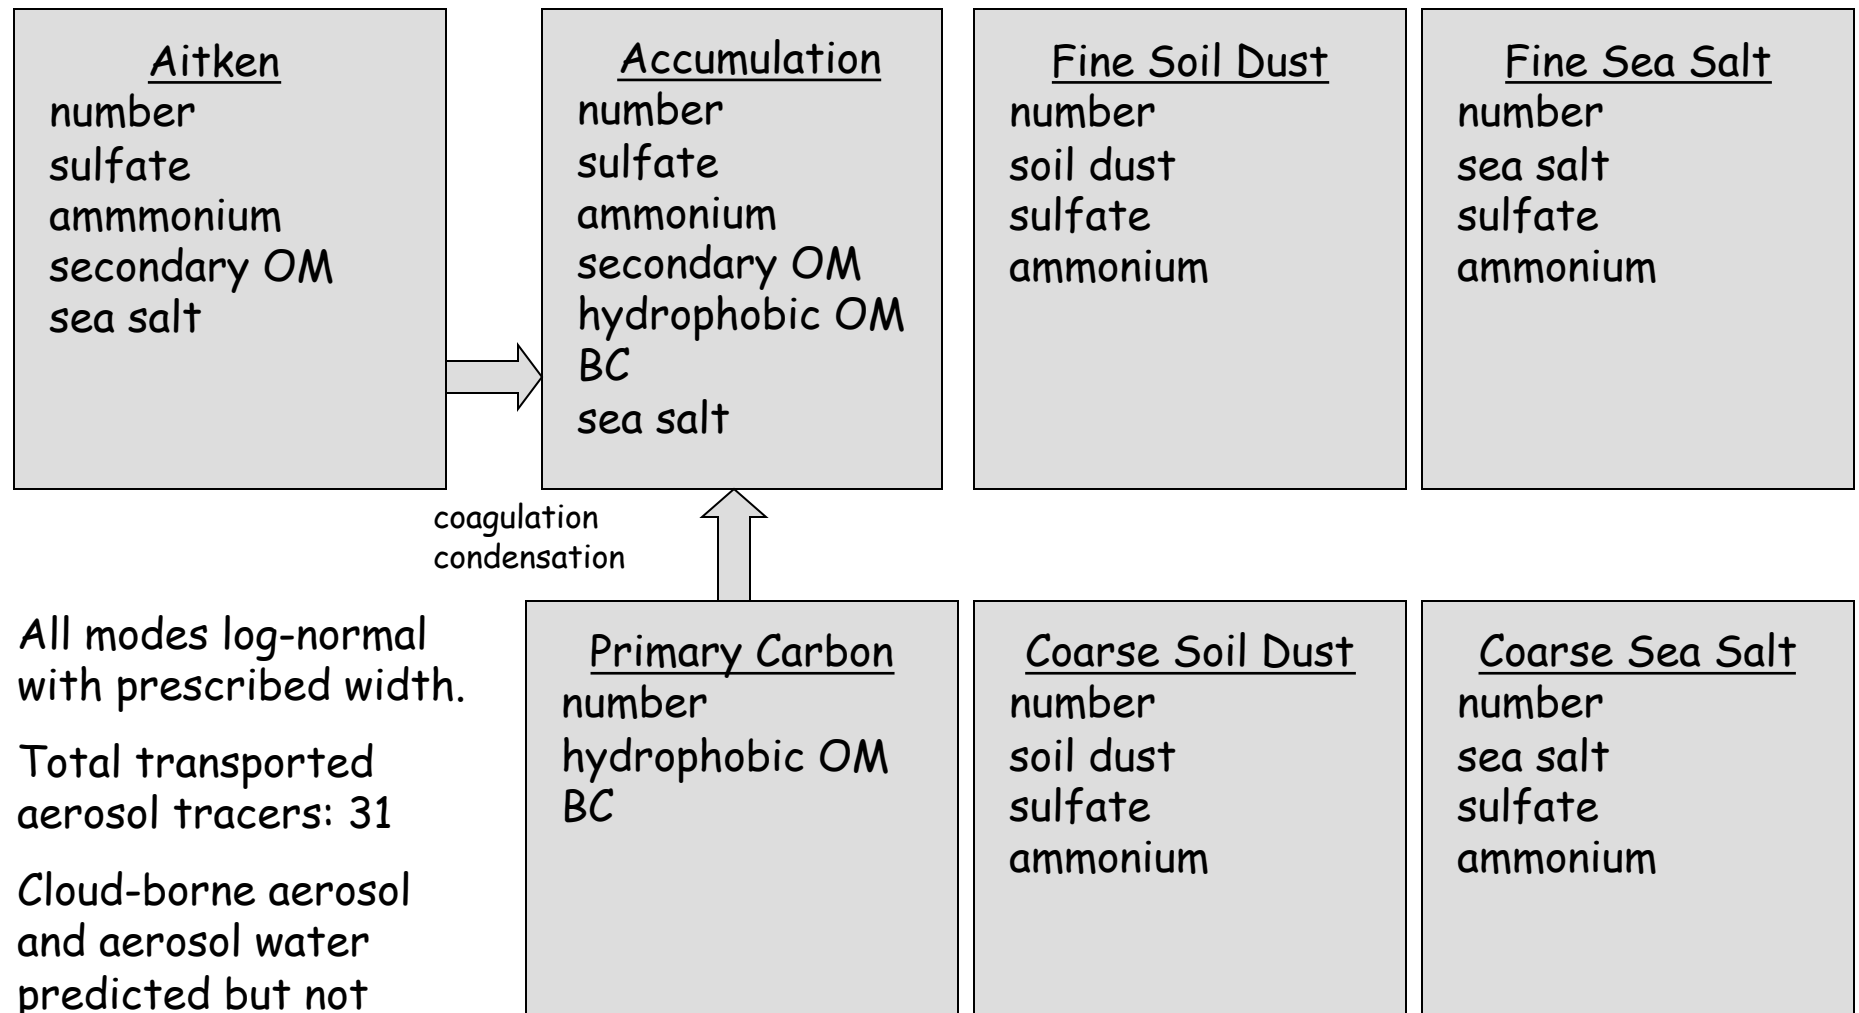 Aitken
number
sulfate
ammmonium
secondary OM
sea salt
Accumulation
number
sulfate
ammonium
secondary OM
hydrophobic OM
BC
sea salt
Fine Soil Dust
number
soil dust
sulfate
ammonium
Fine Sea Salt
number
sea salt
sulfate
ammonium
coagulation
condensation
All modes log-normal
with prescribed width.
Total transported
aerosol tracers: 31
Cloud-borne aerosol
and aerosol water
predicted but not
Primary Carbon
number
hydrophobic OM
BC
Coarse Soil Dust
number
soil dust
sulfate
ammonium
Coarse Sea Salt
number
sea salt
sulfate
ammonium